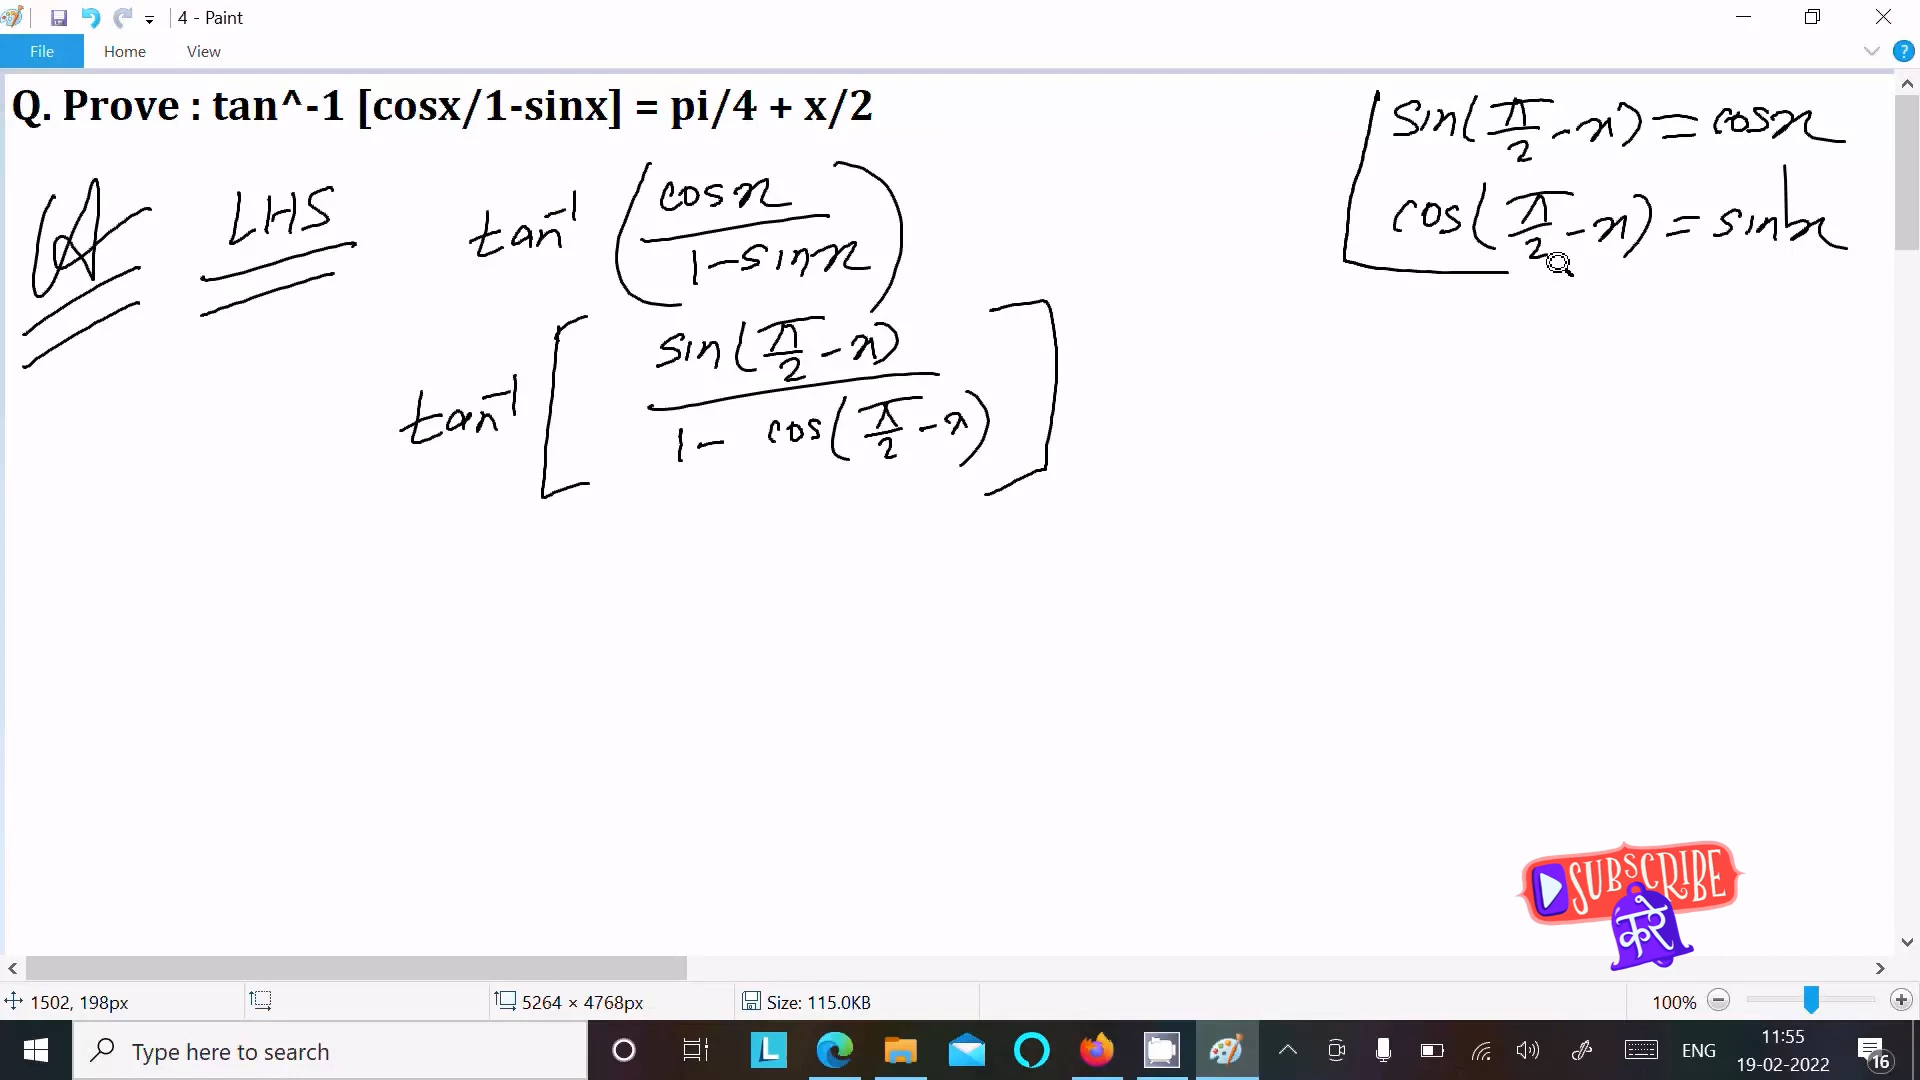 4 - Paint
File Home View
Q. Prove : tan^-1 [cosx/1-sinx] = pi/4 + x/2
sin(π/2 - x) = cosx
cos(π/2 - x) = sinx
A LHS tan⁻¹ (cosx / 1 - sinx)
tan⁻¹ [sin(π/2 - x) / 1 - cos(π/2 - x)]
SUBSCRIBE
करे
1502, 198px 5264 × 4768px Size: 115.0KB 100%
Type here to search
L
ENG
11:55
19-02-2022
16